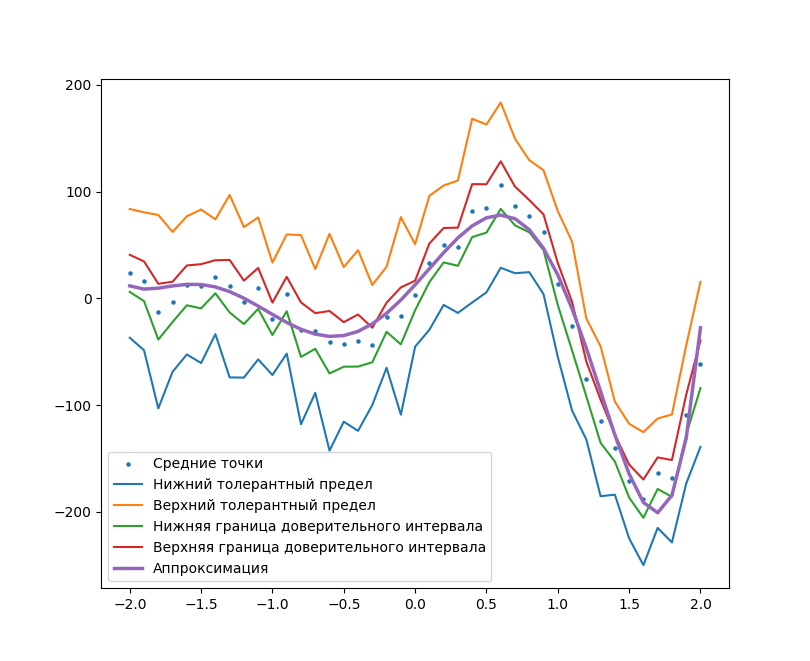 200
100
0
−100
−200
Средние точки
Нижний толерантный предел
Верхний толерантный предел
Нижняя граница доверительного интервала
Верхняя граница доверительного интервала
Аппроксимация
−2.0 −1.5 −1.0 −0.5 0.0 0.5 1.0 1.5 2.0